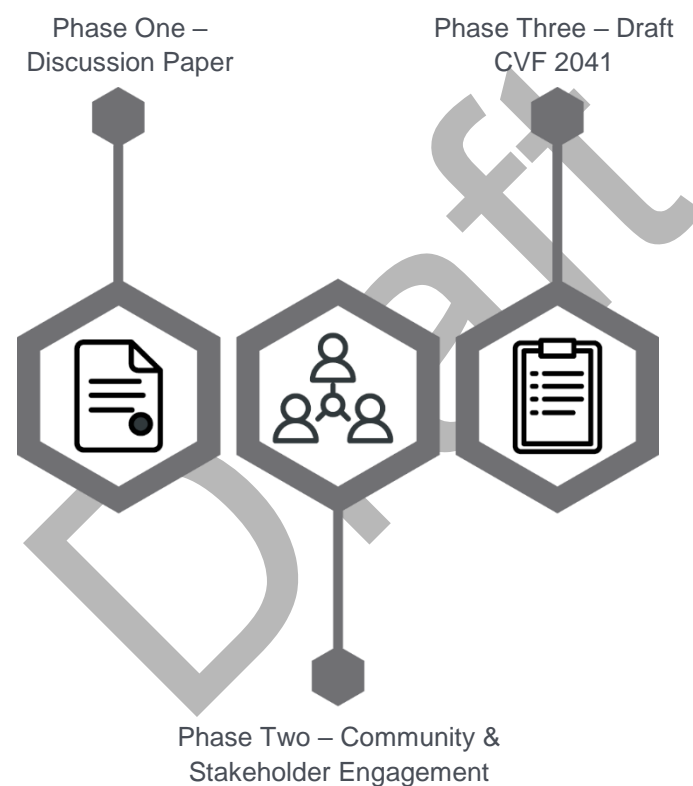 Phase One –
Discussion Paper
Phase Three – Draft
CVF 2041
Draft
Phase Two – Community &
Stakeholder Engagement